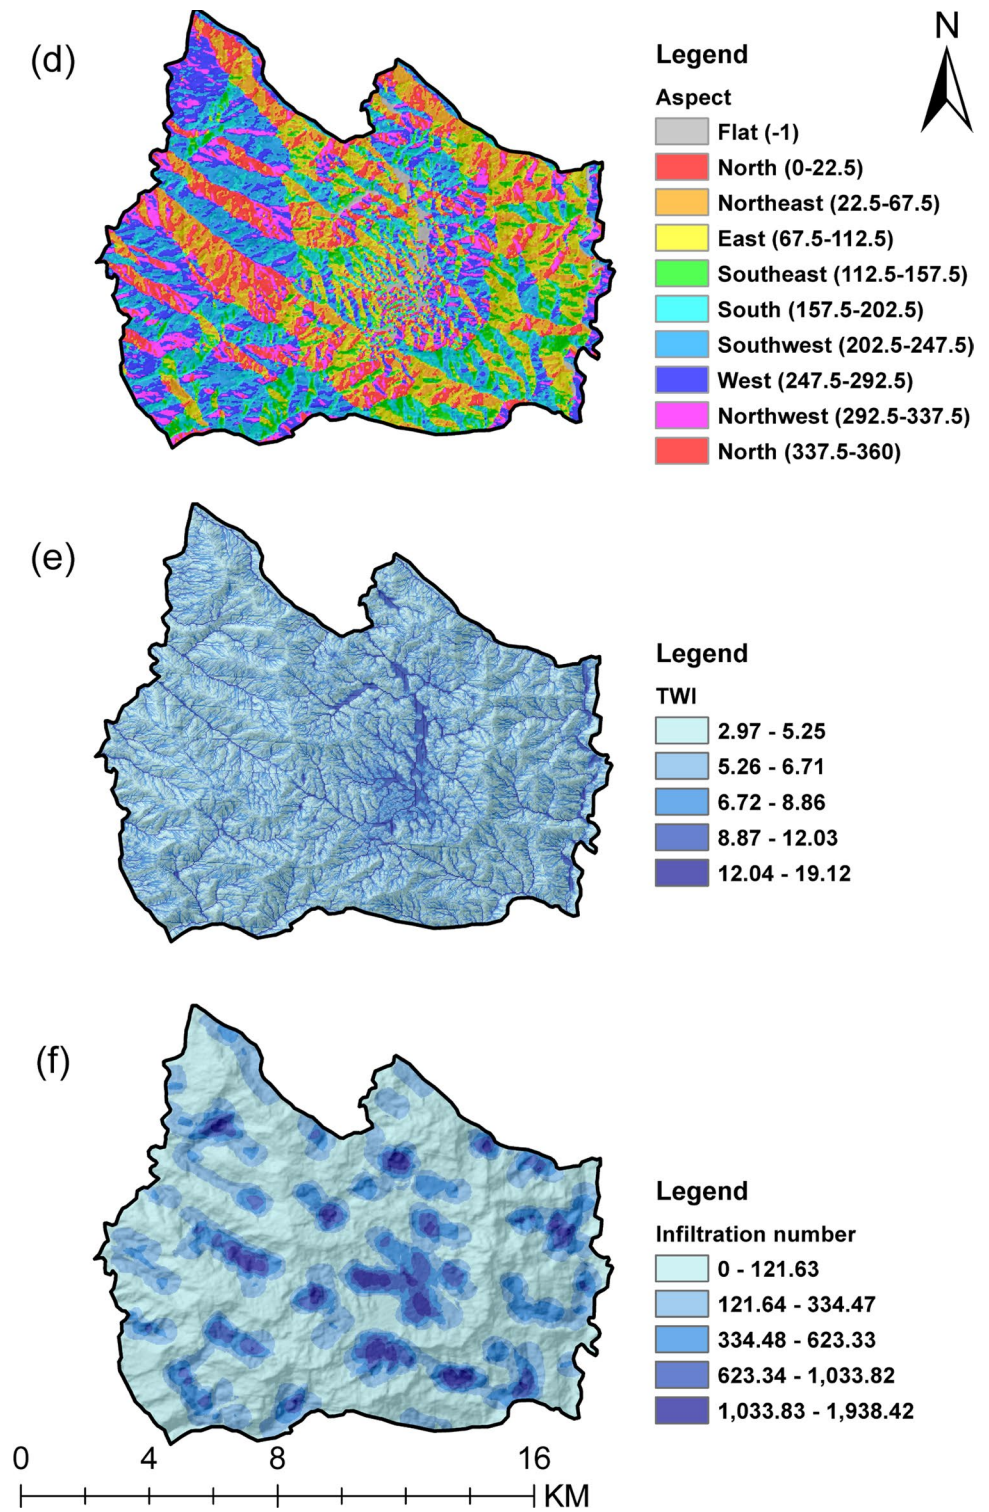 (d)
N
Legend
Aspect
Flat (-1)
North (0-22.5)
Northeast (22.5-67.5)
East (67.5-112.5)
Southeast (112.5-157.5)
South (157.5-202.5)
Southwest (202.5-247.5)
West (247.5-292.5)
Northwest (292.5-337.5)
North (337.5-360)
(e)
Legend
TWI
2.97 - 5.25
5.26 - 6.71
6.72 - 8.86
8.87 - 12.03
12.04 - 19.12
(f)
Legend
Infiltration number
0 - 121.63
121.64 - 334.47
334.48 - 623.33
623.34 - 1,033.82
1,033.83 - 1,938.42
0 4 8 16
KM